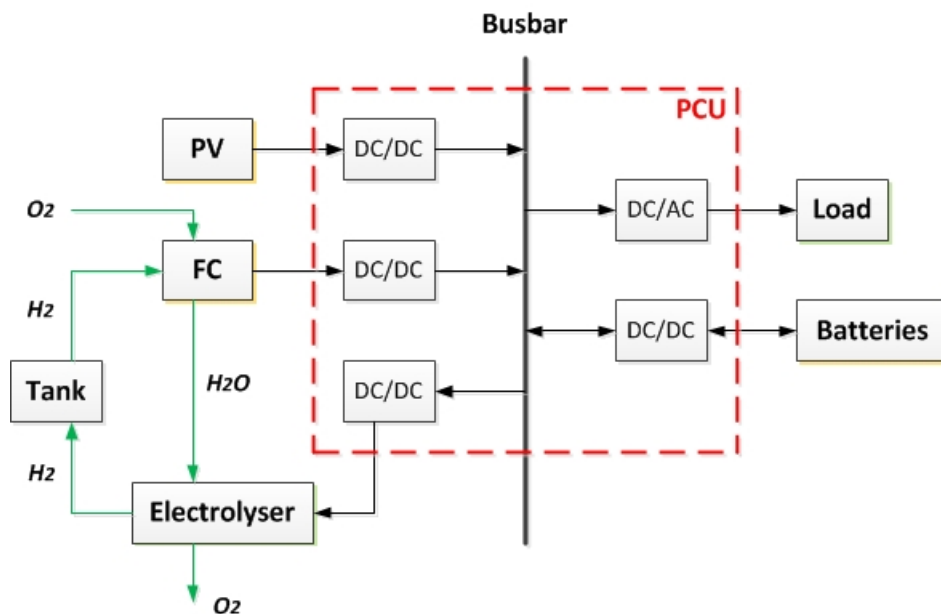 Busbar
PCU
PV
DC/DC
O2
DC/AC
Load
FC
DC/DC
H2
DC/DC
Batteries
Tank
H2O
DC/DC
H2
Electrolyser
O2